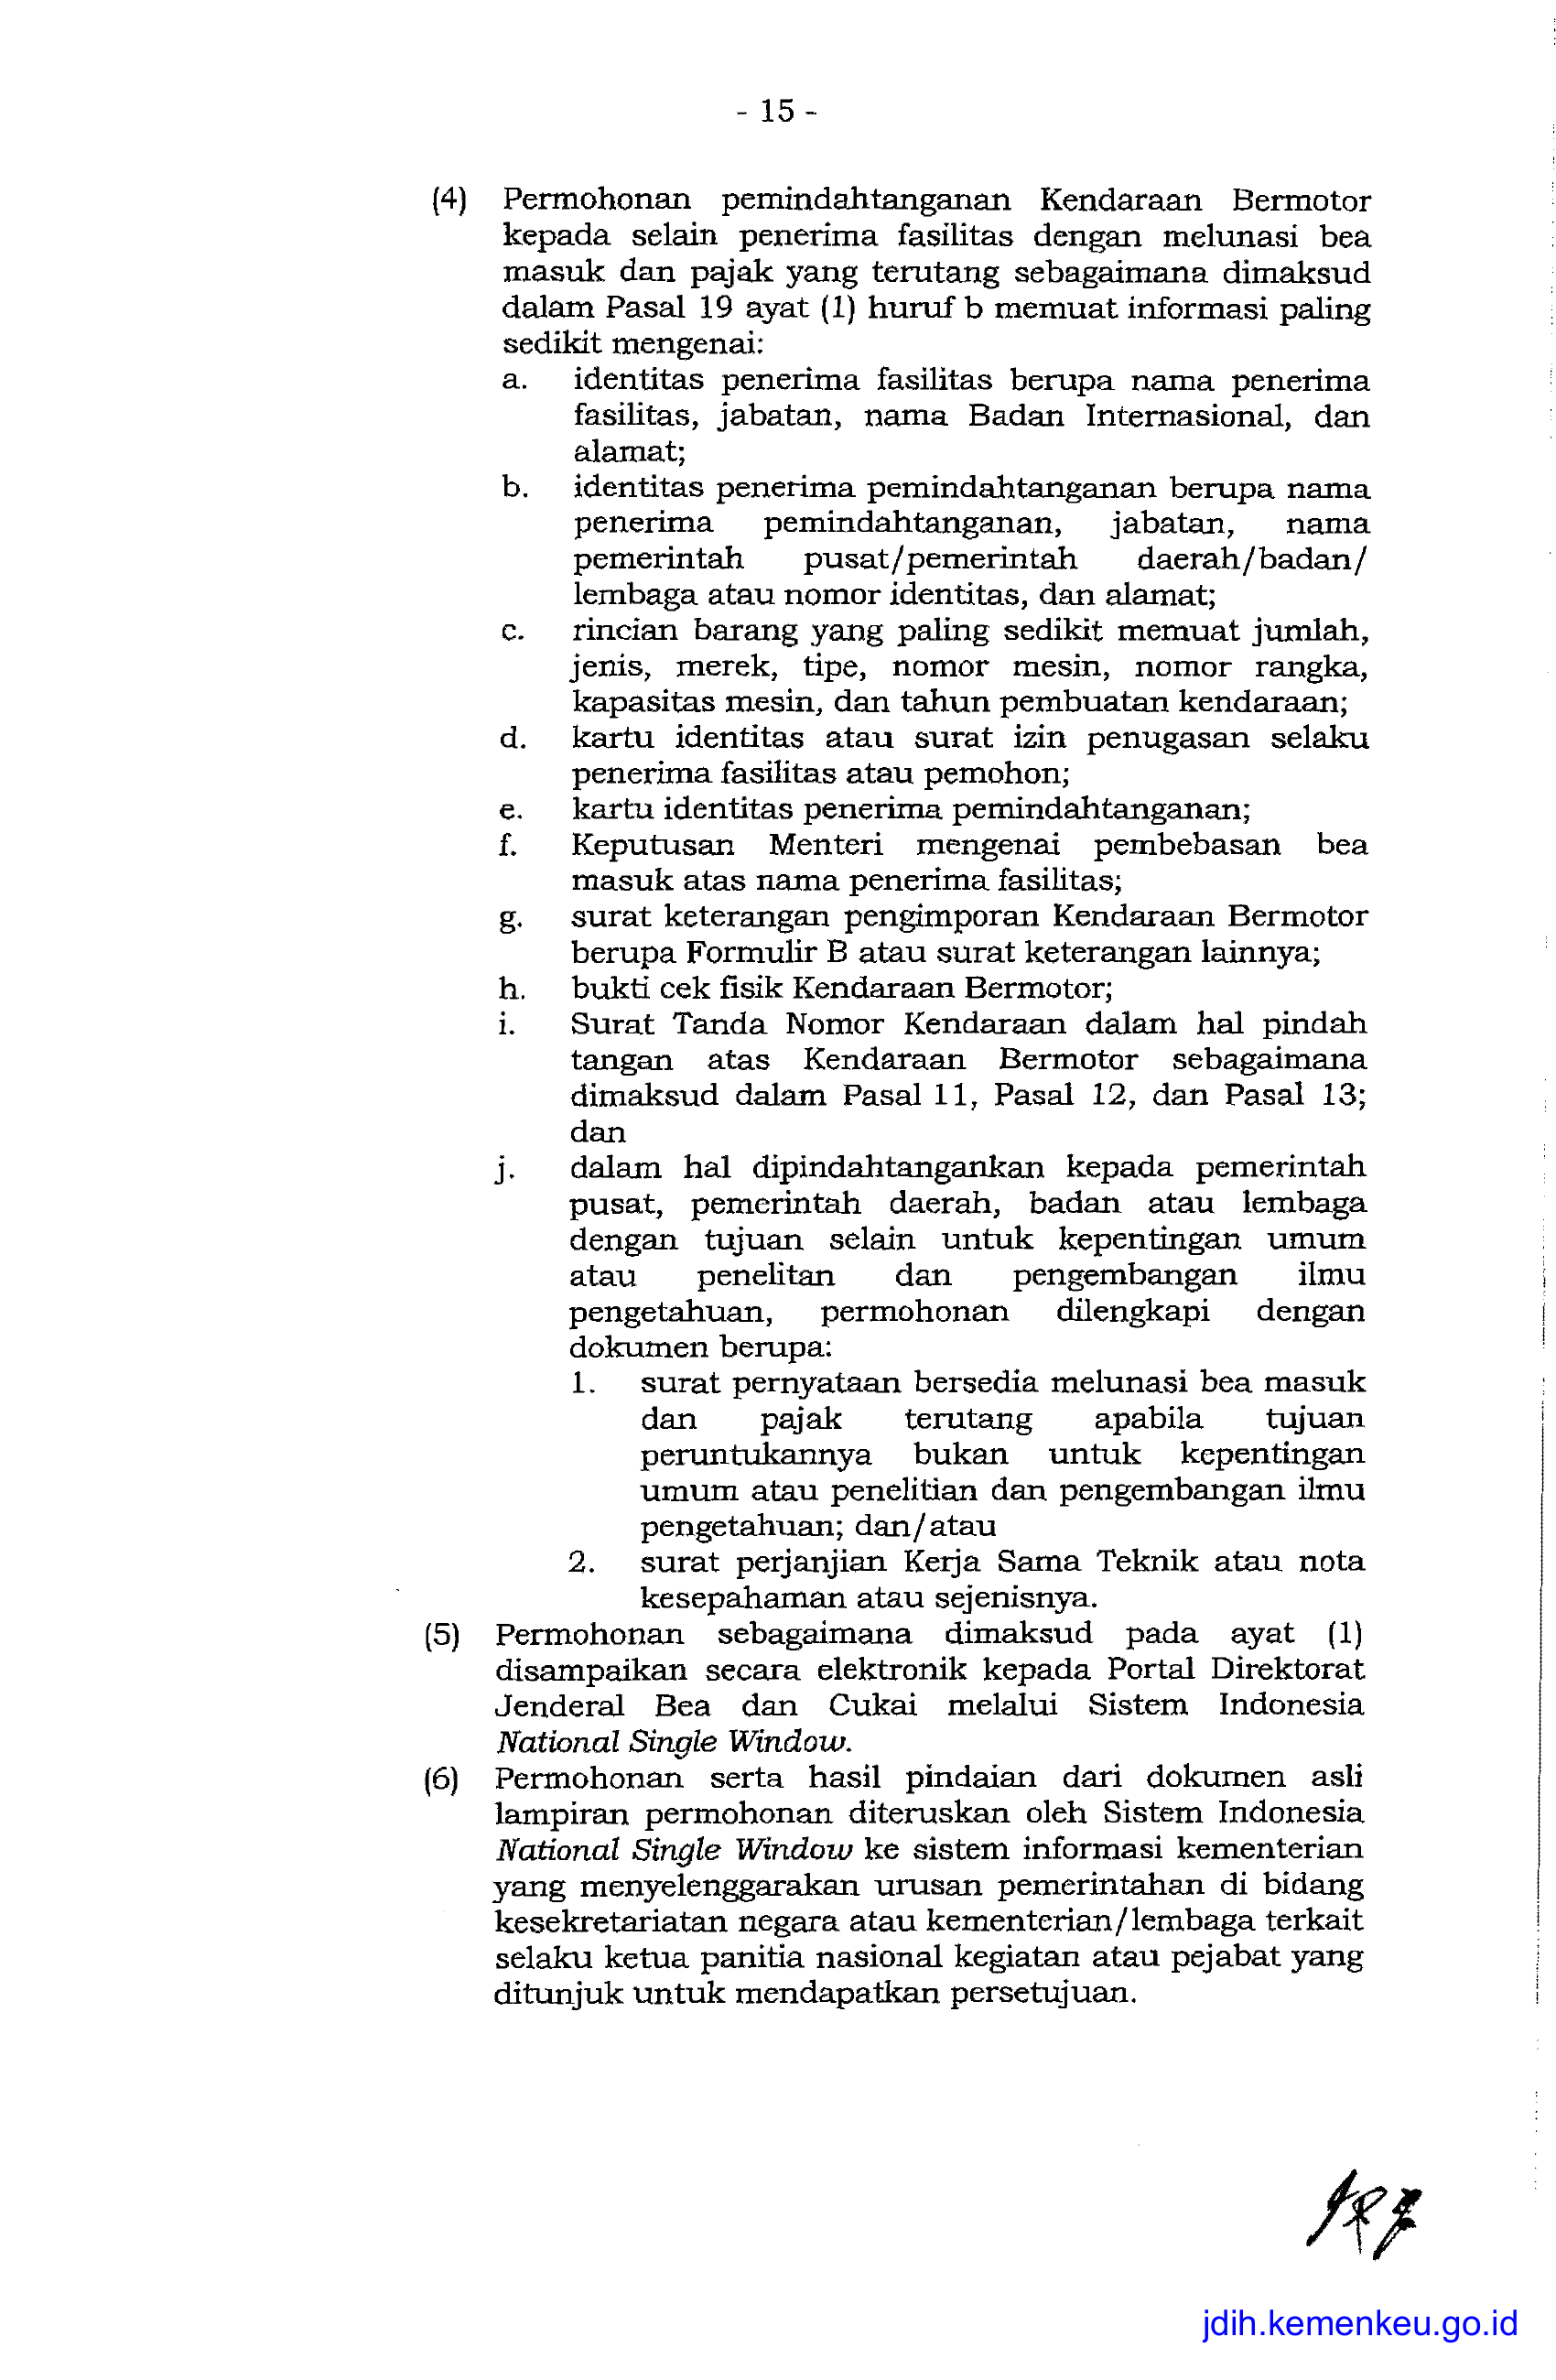 - 15 -
(4) Permohonan pemindahtanganan Kendaraan Bermotor
kepada selain penerima fasilitas dengan melunasi bea
masuk dan pajak yang terutang sebagaimana dimaksud
dalam Pasal 19 ayat (1) huruf b memuat informasi paling
sedikit mengenai:
a. identitas penerima fasilitas berupa nama penerima
fasilitas, jabatan, nama Badan Internasional, dan
alamat;
b. identitas penerima pemindahtanganan berupa nama
penerima pemindahtanganan, jabatan, nama
pemerintah pusat/pemerintah daerah/badan/
lembaga atau nomor identitas, dan alamat;
c. rincian barang yang paling sedikit memuat jumlah,
jenis, merek, tipe, nomor mesin, nomor rangka,
kapasitas mesin, dan tahun pembuatan kendaraan;
d. kartu identitas atau surat izin penugasan selaku
penerima fasilitas atau pemohon;
e. kartu identitas penerima pemindahtanganan;
f. Keputusan Menteri mengenai pembebasan bea
masuk atas nama penerima fasilitas;
g. surat keterangan pengimporan Kendaraan Bermotor
berupa Formulir B atau surat keterangan lainnya;
h. bukti cek fisik Kendaraan Bermotor;
i. Surat Tanda Nomor Kendaraan dalam hal pindah
tangan atas Kendaraan Bermotor sebagaimana
dimaksud dalam Pasal 11, Pasal 12, dan Pasal 13;
dan
j. dalam hal dipindahtangankan kepada pemerintah
pusat, pemerintah daerah, badan atau lembaga
dengan tujuan selain untuk kepentingan umum
atau penelitan dan pengembangan ilmu
pengetahuan, permohonan dilengkapi dengan
dokumen berupa:
1. surat pernyataan bersedia melunasi bea masuk
dan pajak terutang apabila tujuan
peruntukannya bukan untuk kepentingan
umum atau penelitian dan pengembangan ilmu
pengetahuan; dan/atau
2. surat perjanjian Kerja Sama Teknik atau nota
kesepahaman atau sejenisnya.
(5) Permohonan sebagaimana dimaksud pada ayat (1)
disampaikan secara elektronik kepada Portal Direktorat
Jenderal Bea dan Cukai melalui Sistem Indonesia
National Single Window.
(6) Permohonan serta hasil pindaian dari dokumen asli
lampiran permohonan diteruskan oleh Sistem Indonesia
National Single Window ke sistem informasi kementerian
yang menyelenggarakan urusan pemerintahan di bidang
kesekretariatan negara atau kementerian/lembaga terkait
selaku ketua panitia nasional kegiatan atau pejabat yang
ditunjuk untuk mendapatkan persetujuan.
jdih.kemenkeu.go.id